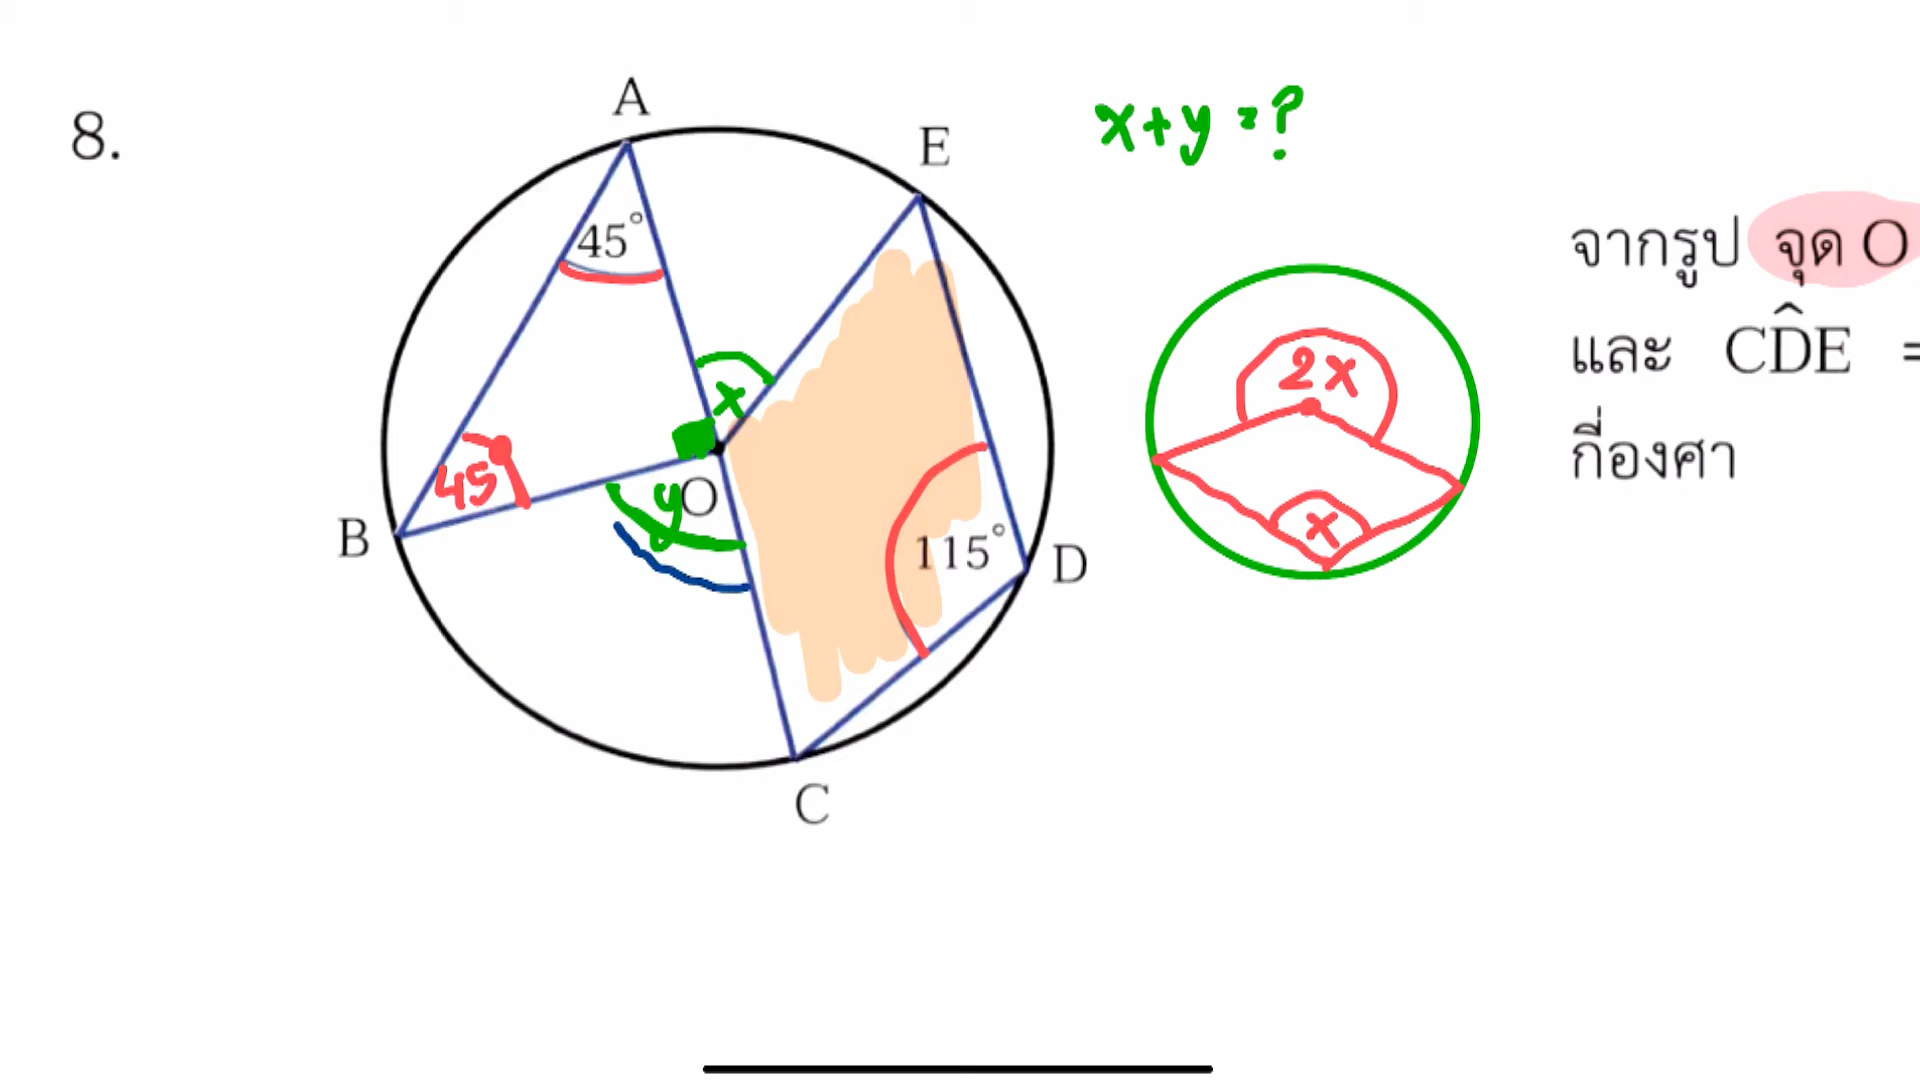 8.
A
E
x+y=?
45°
จากรูป จุด O
x
2x
และ CD̂E =
45
y
O
กี่องศา
B
115°
D
x
C